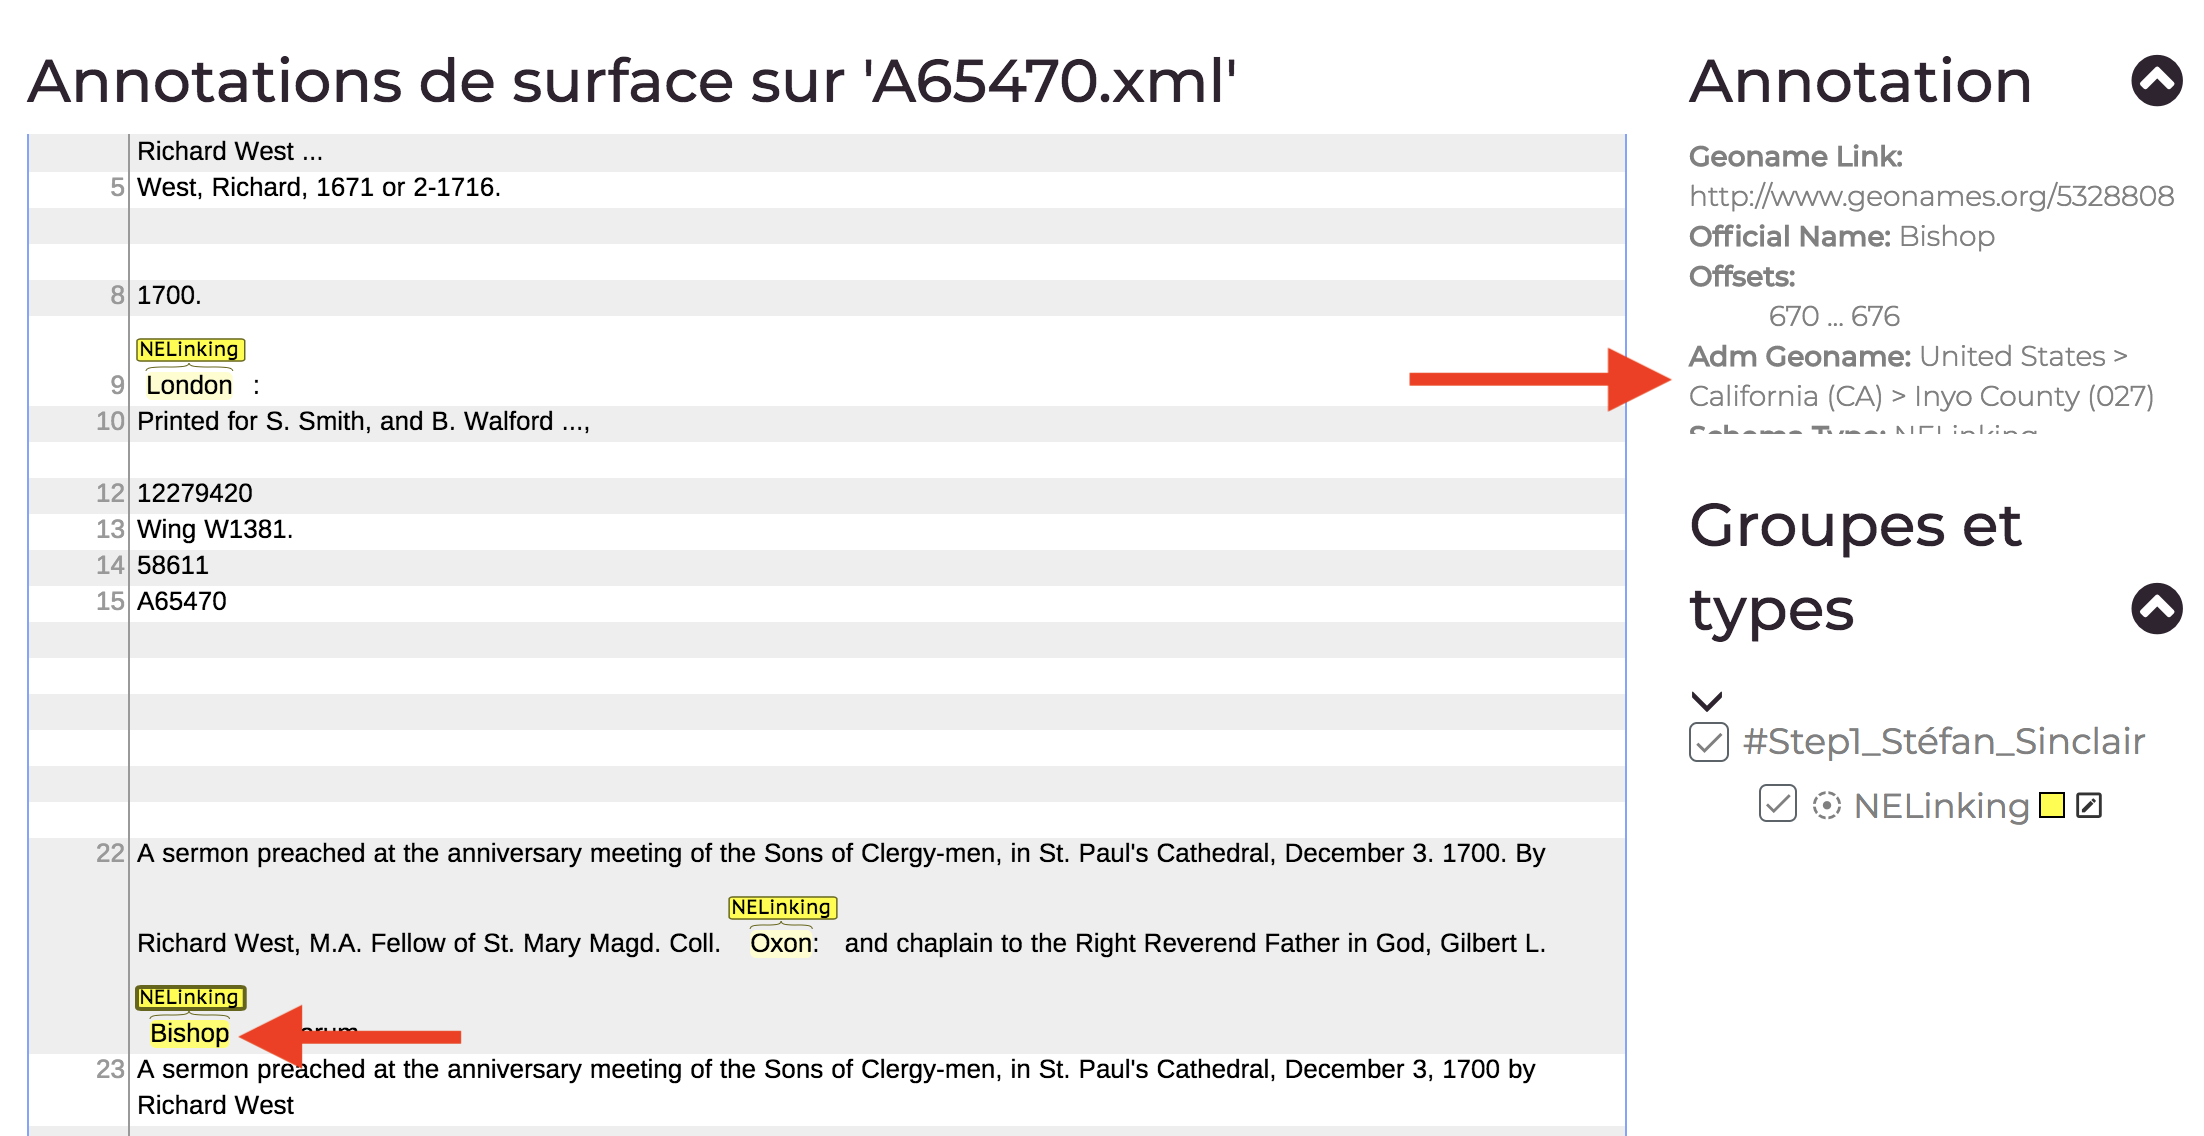 Annotations de surface sur 'A65470.xml'
Richard West ...
5 West, Richard, 1671 or 2-1716.
8 1700.
NELinking
9 London :
10 Printed for S. Smith, and B. Walford ...,
12 12279420
13 Wing W1381.
14 58611
15 A65470
22 A sermon preached at the anniversary meeting of the Sons of Clergy-men, in St. Paul's Cathedral, December 3. 1700. By
NELinking
Richard West, M.A. Fellow of St. Mary Magd. Coll. Oxon: and chaplain to the Right Reverend Father in God, Gilbert L.
NELinking
Bishop
23 A sermon preached at the anniversary meeting of the Sons of Clergy-men, in St. Paul's Cathedral, December 3, 1700 by
Richard West
Annotation
Geoname Link:
http://www.geonames.org/5328808
Official Name: Bishop
Offsets:
670 ... 676
Adm Geoname: United States >
California (CA) > Inyo County (027)
Schema Type: NELinking
Groupes et
types
#Step1_Stéfan_Sinclair
NELinking